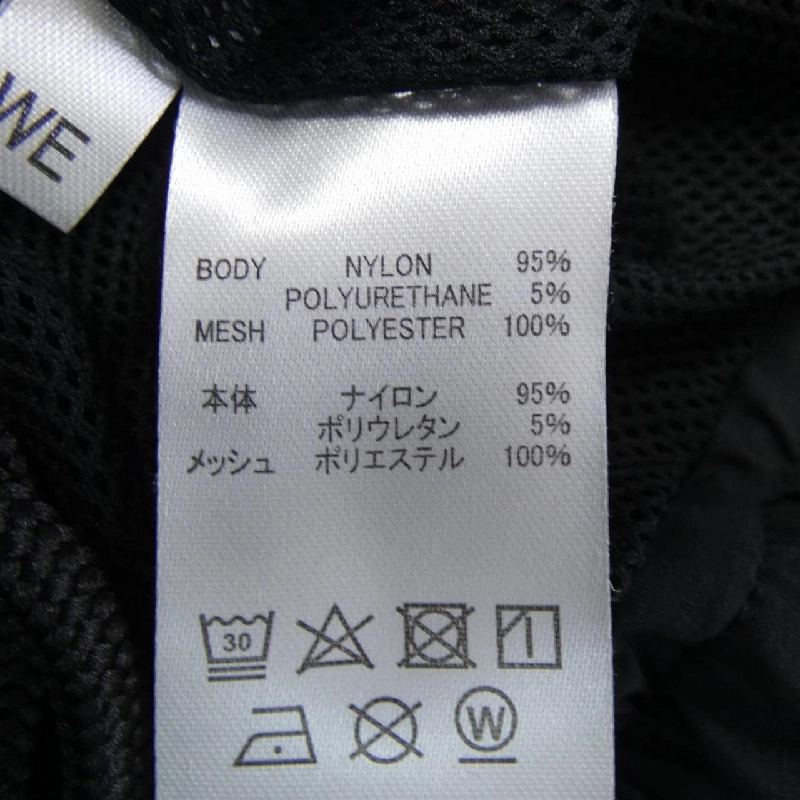 WE
BODY NYLON 95%
POLYURETHANE 5%
MESH POLYESTER 100%
本体 ナイロン 95%
ポリウレタン 5%
メッシュ ポリエステル 100%
30
W